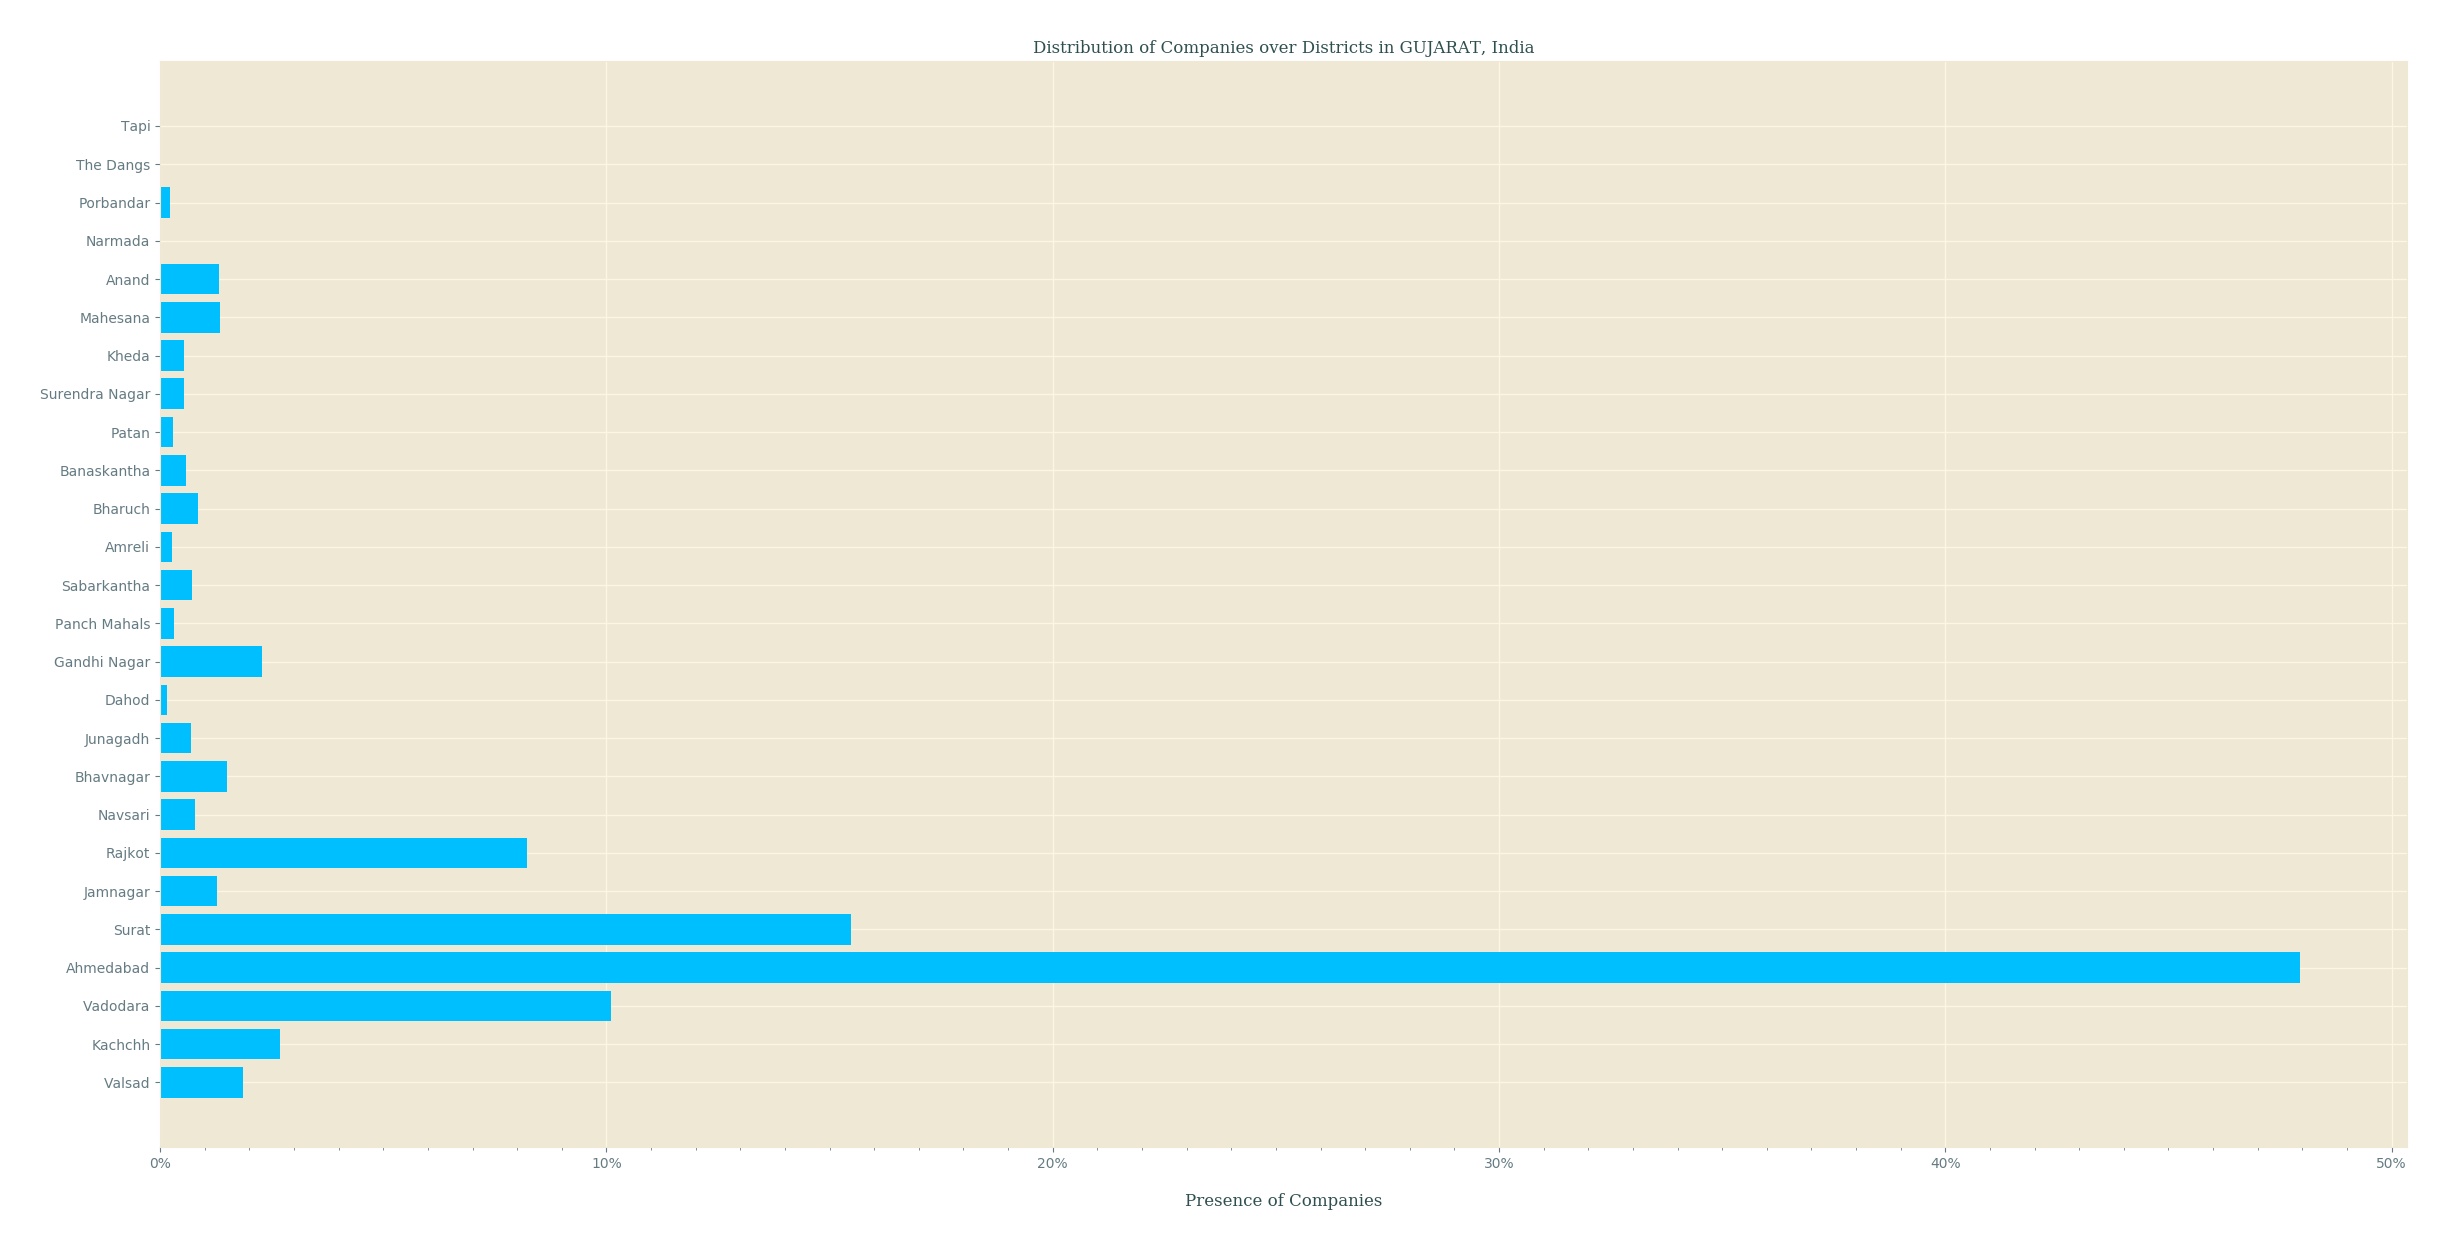 Distribution of Companies over Districts in GUJARAT, India
Tapi
The Dangs
Porbandar
Narmada
Anand
Mahesana
Kheda
Surendra Nagar
Patan
Banaskantha
Bharuch
Amreli
Sabarkantha
Panch Mahals
Gandhi Nagar
Dahod
Junagadh
Bhavnagar
Navsari
Rajkot
Jamnagar
Surat
Ahmedabad
Vadodara
Kachchh
Valsad
0% 10% 20% 30% 40% 50%
Presence of Companies